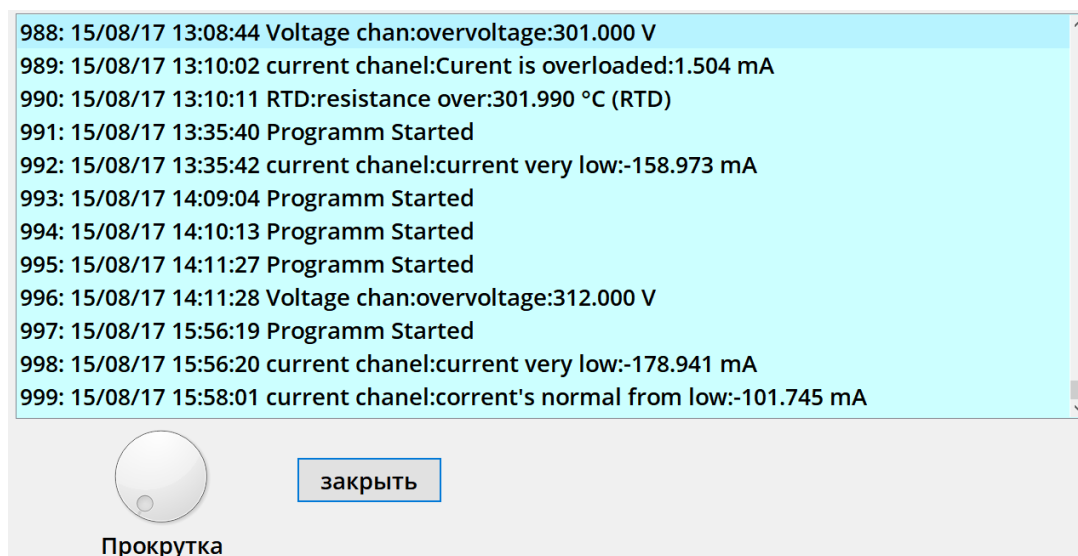 988: 15/08/17 13:08:44 Voltage chan:overvoltage:301.000 V
989: 15/08/17 13:10:02 current chanel:Curent is overloaded:1.504 mA
990: 15/08/17 13:10:11 RTD:resistance over:301.990 °C (RTD)
991: 15/08/17 13:35:40 Programm Started
992: 15/08/17 13:35:42 current chanel:current very low:-158.973 mA
993: 15/08/17 14:09:04 Programm Started
994: 15/08/17 14:10:13 Programm Started
995: 15/08/17 14:11:27 Programm Started
996: 15/08/17 14:11:28 Voltage chan:overvoltage:312.000 V
997: 15/08/17 15:56:19 Programm Started
998: 15/08/17 15:56:20 current chanel:current very low:-178.941 mA
999: 15/08/17 15:58:01 current chanel:corrent's normal from low:-101.745 mA
закрыть
Прокрутка